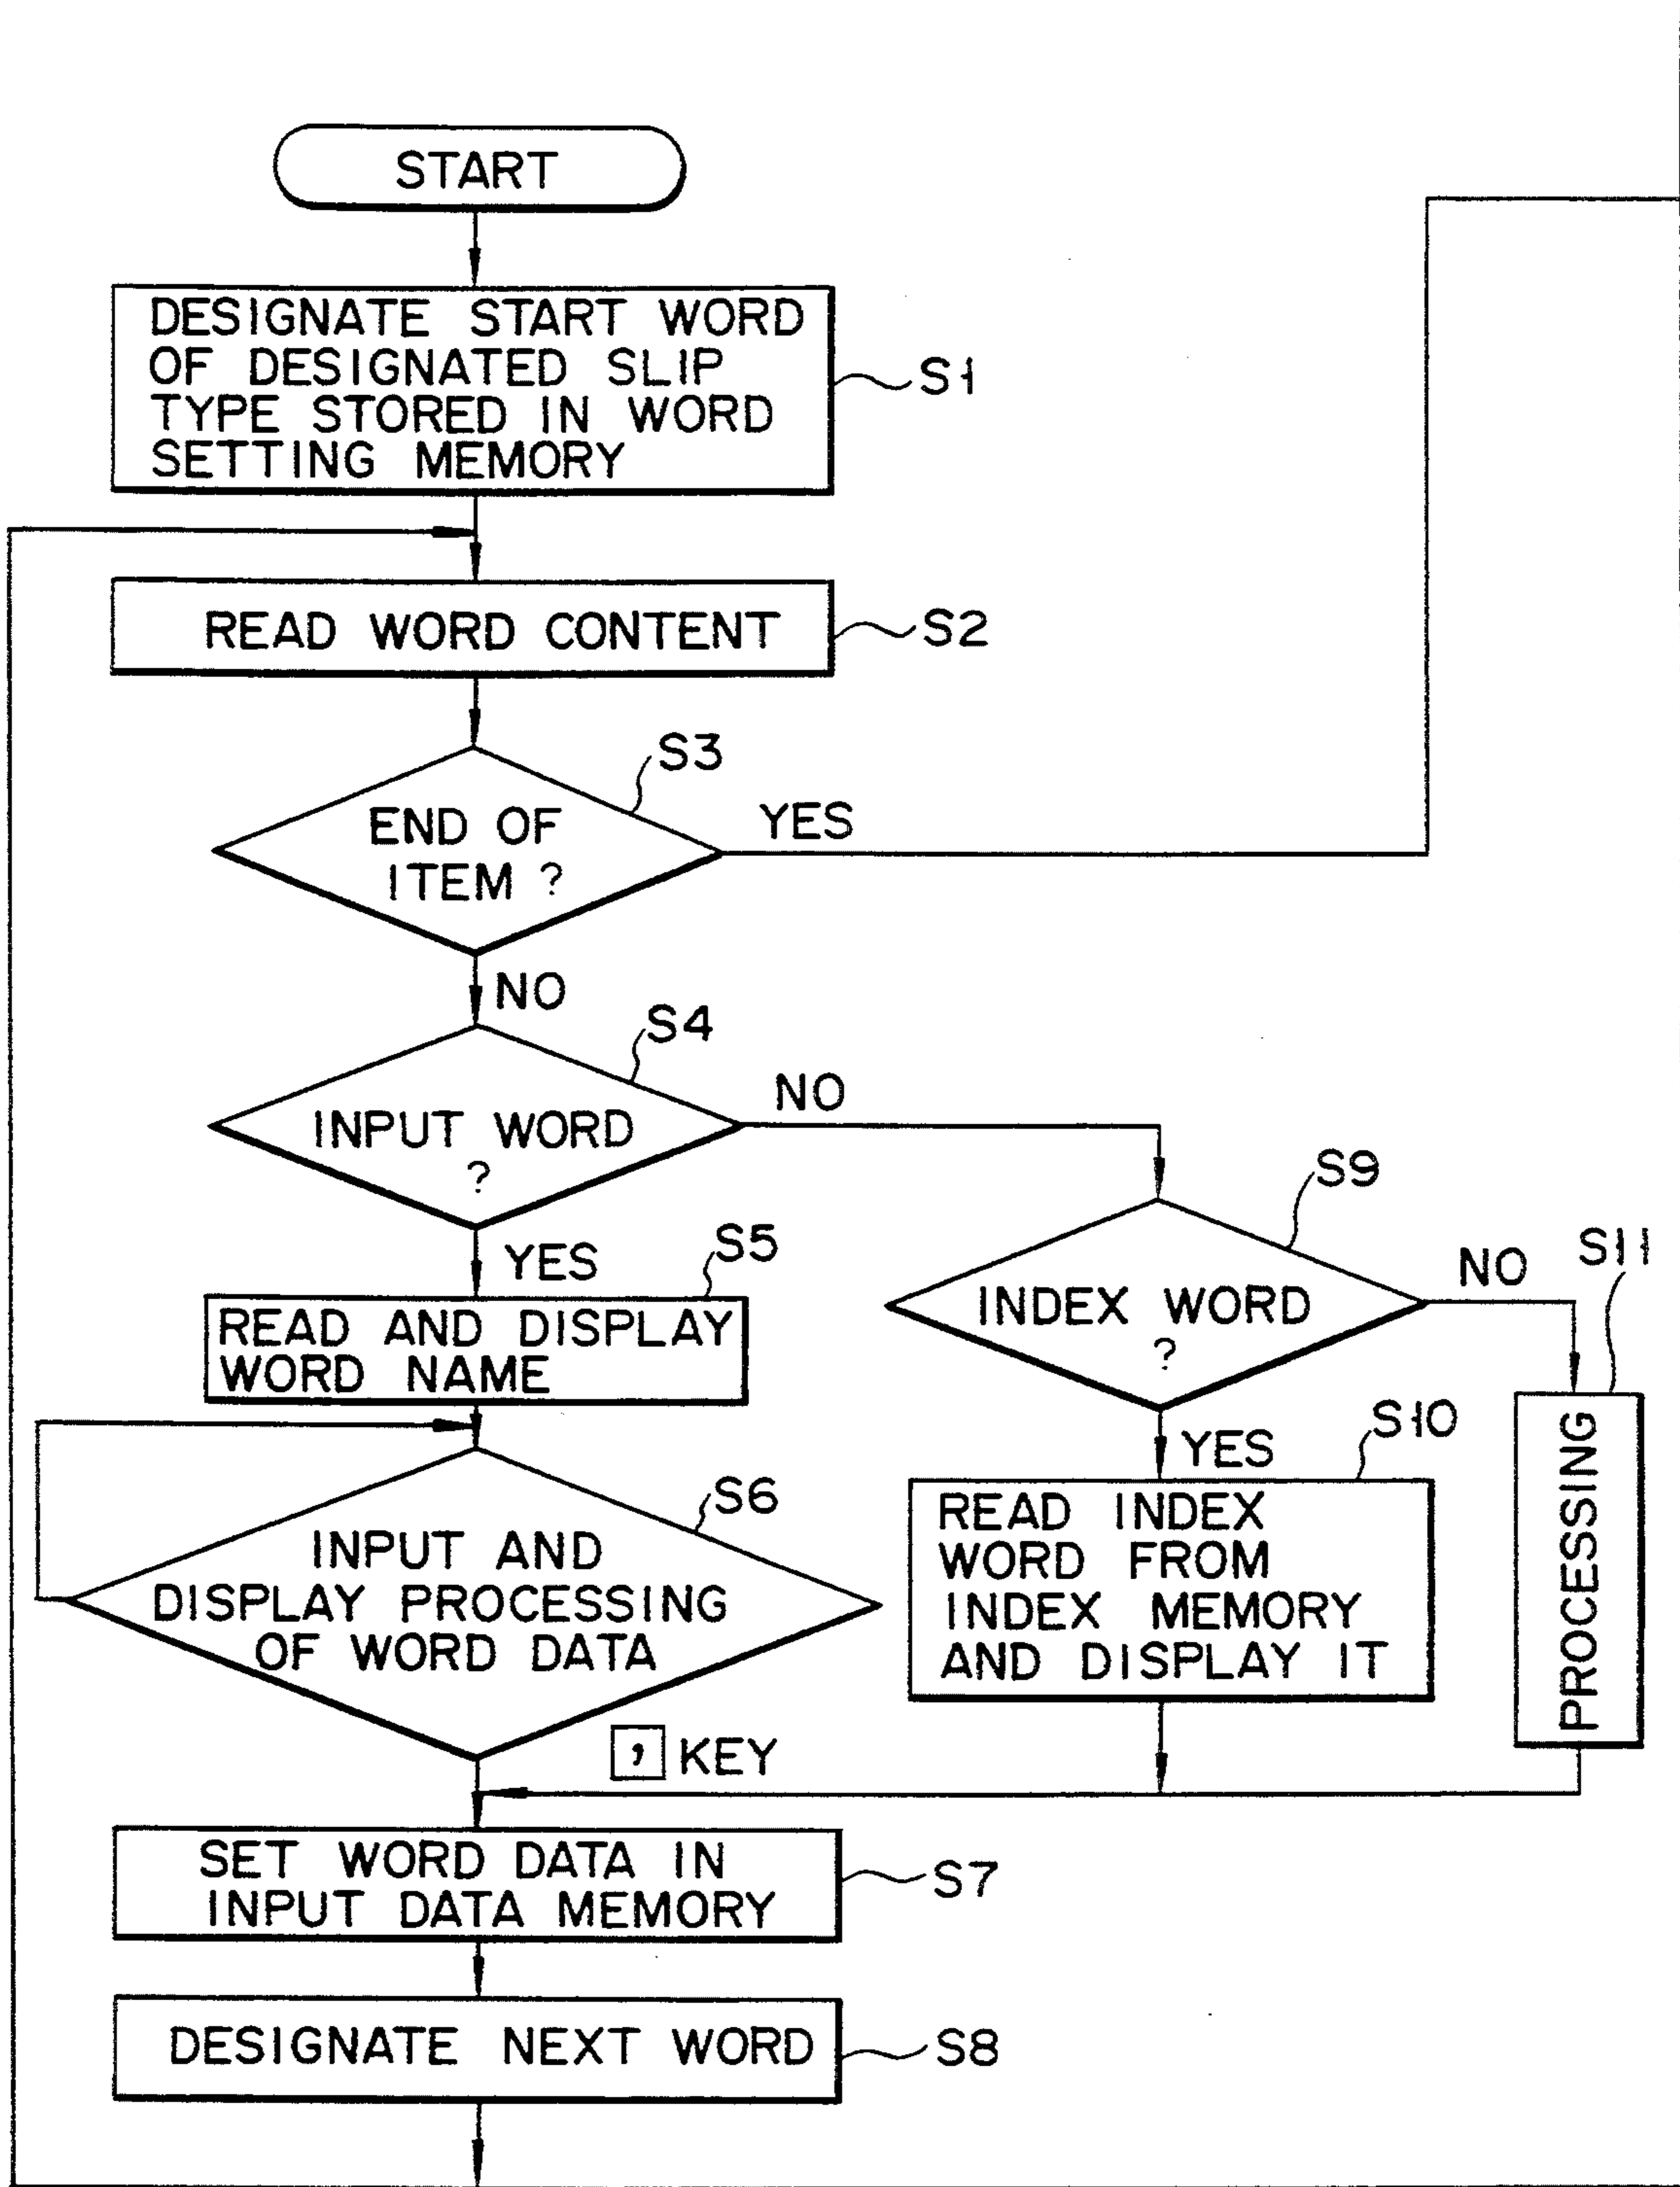 START
DESIGNATE START WORD
OF DESIGNATED SLIP
TYPE STORED IN WORD
SETTING MEMORY
S1
READ WORD CONTENT
S2
S3
END OF
ITEM ?
YES
NO
S4
INPUT WORD
?
NO
YES
S5
READ AND DISPLAY
WORD NAME
S6
INPUT AND
DISPLAY PROCESSING
OF WORD DATA
, KEY
S9
INDEX WORD
?
NO
YES
S10
READ INDEX
WORD FROM
INDEX MEMORY
AND DISPLAY IT
S11
PROCESSING
SET WORD DATA IN
INPUT DATA MEMORY
S7
DESIGNATE NEXT WORD
S8